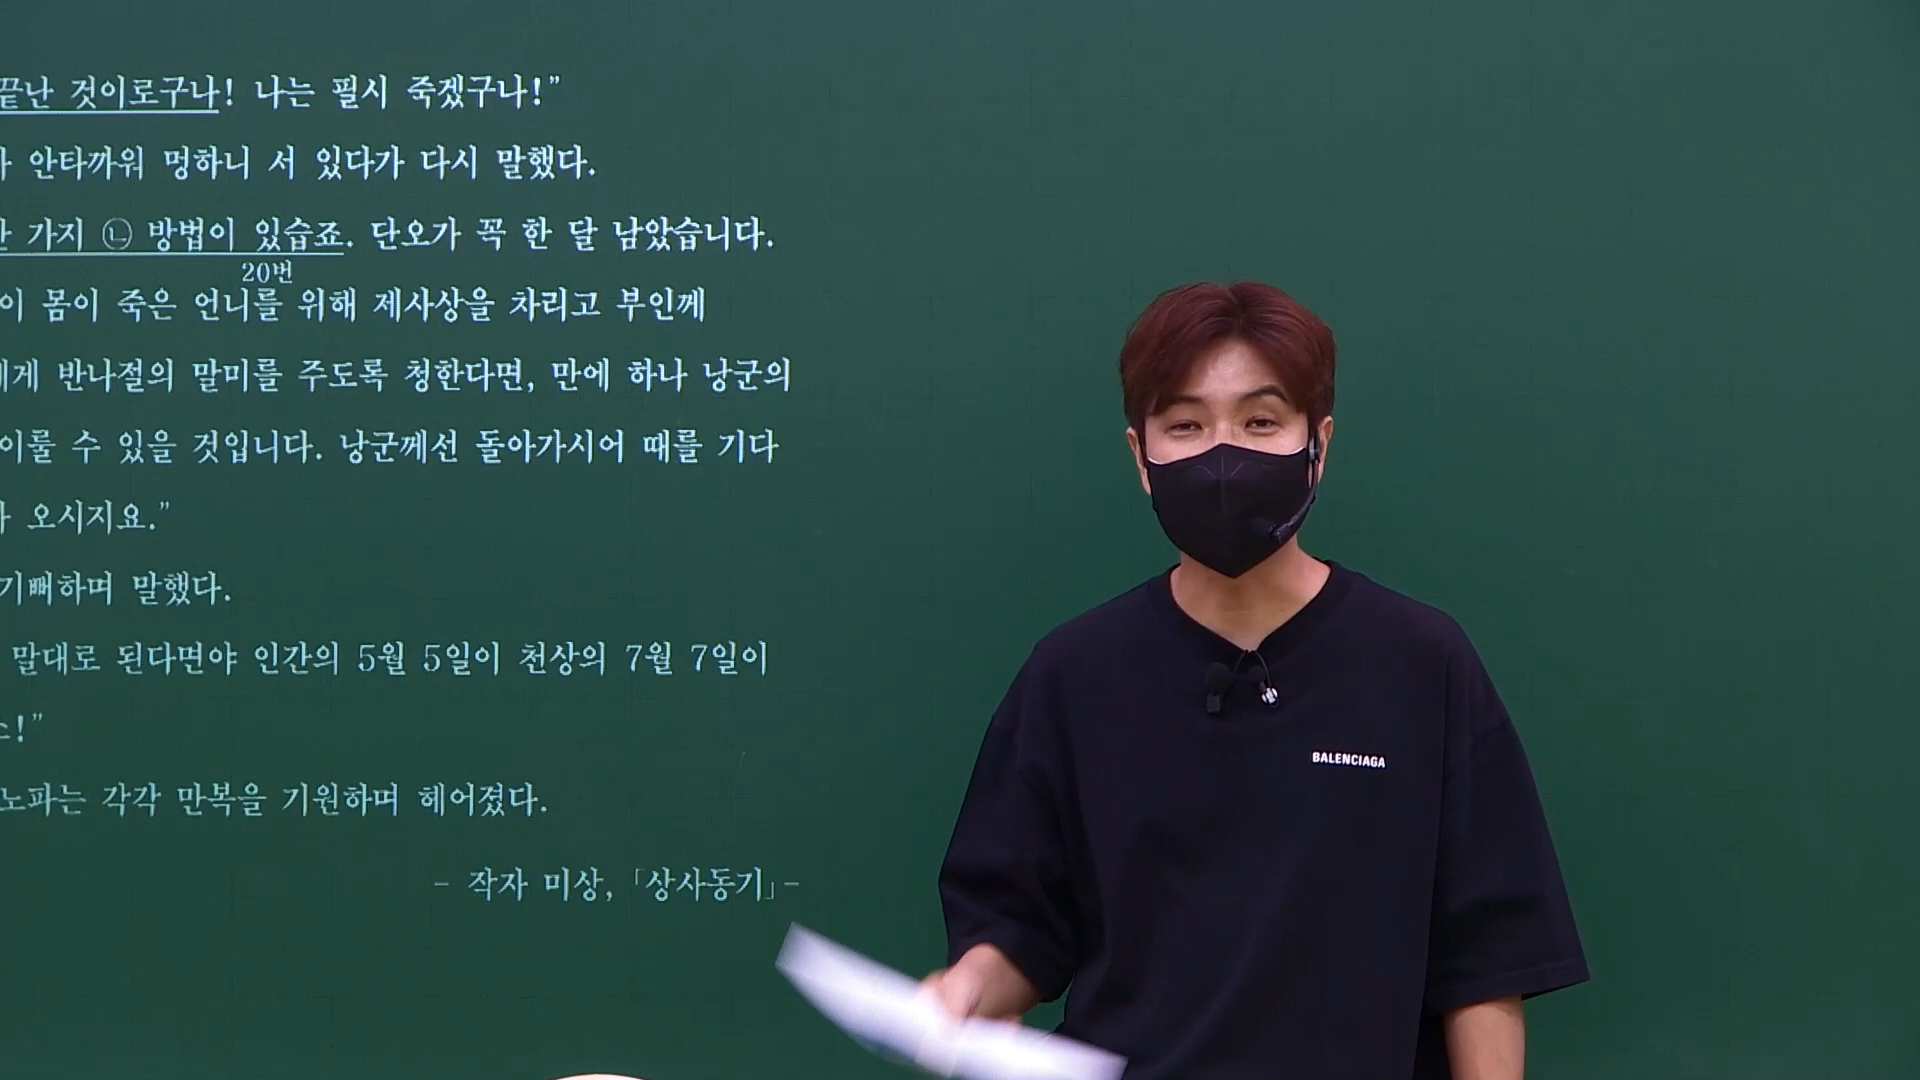 끝난 것이로구나! 나는 필시 죽겠구나!”
안타까워 멍하니 서 있다가 다시 말했다.
가지 ㉡ 방법이 있습죠. 단오가 꼭 한 달 남았습니다.
20번
이 몸이 죽은 언니를 위해 제사상을 차리고 부인께
에게 반나절의 말미를 주도록 청한다면, 만에 하나 낭군의
이룰 수 있을 것입니다. 낭군께선 돌아가시어 때를 기다
오시지요.”
기뻐하며 말했다.
말대로 된다면야 인간의 5월 5일이 천상의 7월 7일이
노파는 각각 만복을 기원하며 헤어졌다.
- 작자 미상, 「상사동기」-
BALENCIAGA